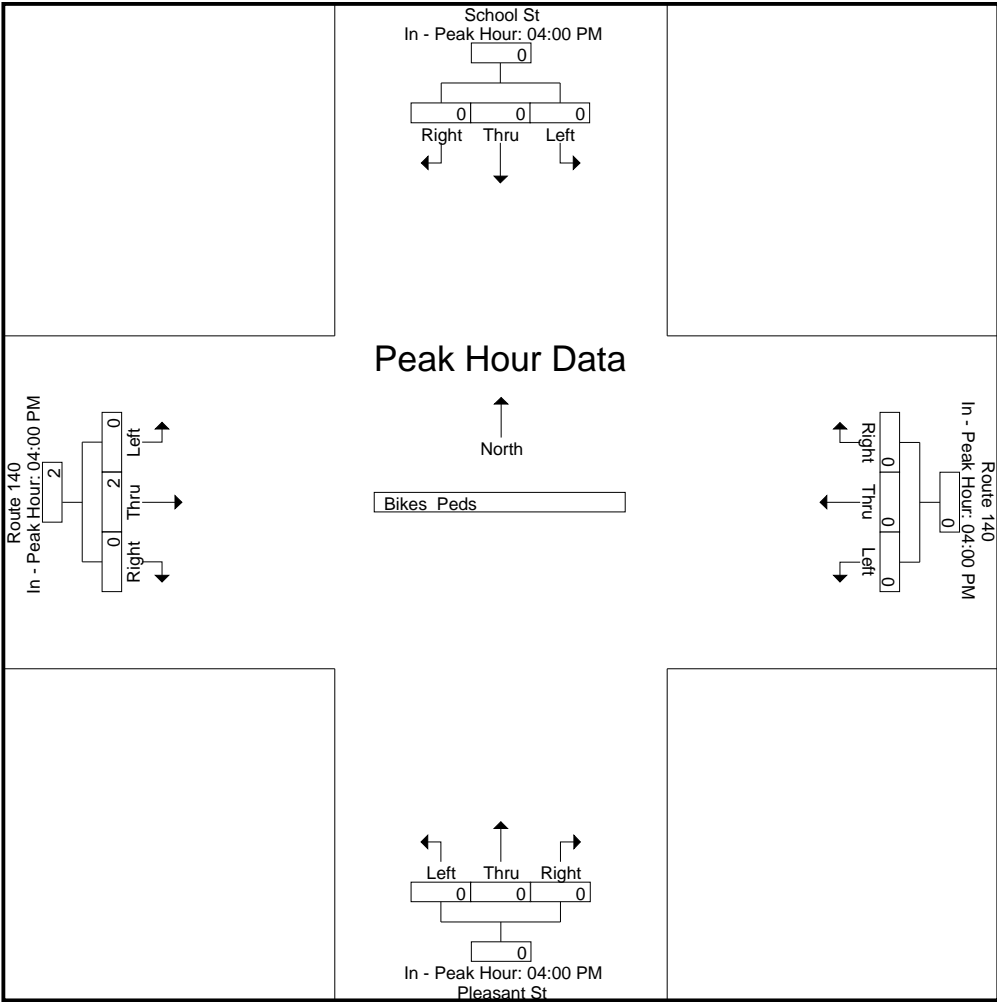 School St
In - Peak Hour: 04:00 PM
0
0 0 0
Right Thru Left
Peak Hour Data
North
Bikes Peds
Route 140
In - Peak Hour: 04:00 PM
2
0 2 0
Left Thru Right
Route 140
In - Peak Hour: 04:00 PM
0
0 0 0
Right Thru Left
Left Thru Right
0 0 0
0
In - Peak Hour: 04:00 PM
Pleasant St